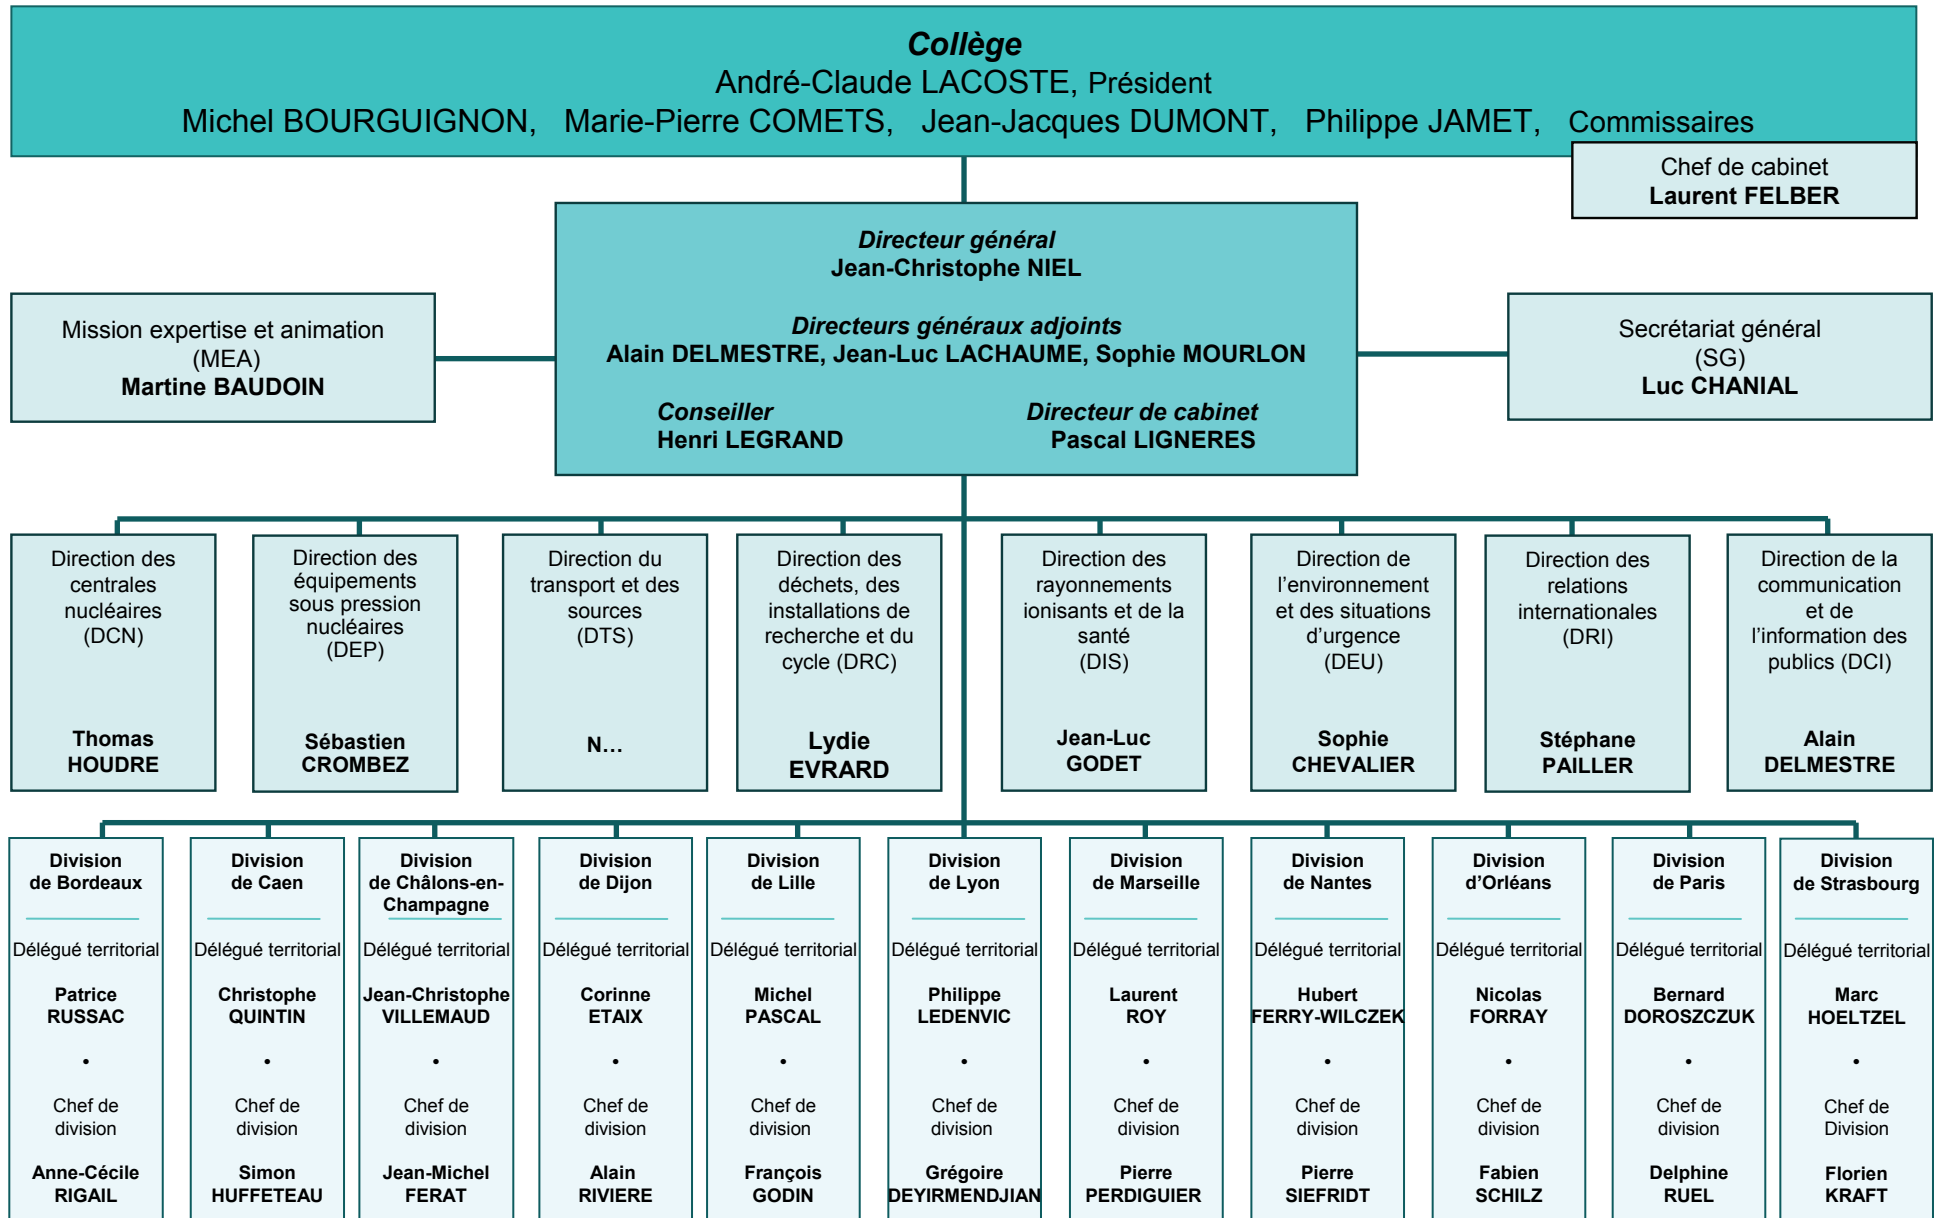 Collège
André-Claude LACOSTE, Président
Michel BOURGUIGNON, Marie-Pierre COMETS, Jean-Jacques DUMONT, Philippe JAMET, Commissaires
Chef de cabinet
Laurent FELBER
Directeur général
Jean-Christophe NIEL
Directeurs généraux adjoints
Alain DELMESTRE, Jean-Luc LACHAUME, Sophie MOURLON
Conseiller
Henri LEGRAND
Directeur de cabinet
Pascal LIGNERES
Mission expertise et animation
(MEA)
Martine BAUDOIN
Secrétariat général
(SG)
Luc CHANIAL
Direction des
centrales
nucléaires
(DCN)
Thomas
HOUDRE
Direction des
équipements
sous pression
nucléaires
(DEP)
Sébastien
CROMBEZ
Direction du
transport et des
sources
(DTS)
N…
Direction des
déchets, des
installations de
recherche et du
cycle (DRC)
Lydie
EVRARD
Direction des
rayonnements
ionisants et de la
santé
(DIS)
Jean-Luc
GODET
Direction de
l’environnement
et des situations
d’urgence
(DEU)
Sophie
CHEVALIER
Direction des
relations
internationales
(DRI)
Stéphane
PAILLER
Direction de la
communication
et de
l’information des
publics (DCI)
Alain
DELMESTRE
Division
de Bordeaux
Délégué territorial
Patrice
RUSSAC
•
Chef de
division
Anne-Cécile
RIGAIL
Division
de Caen
Délégué territorial
Christophe
QUINTIN
•
Chef de
division
Simon
HUFFETEAU
Division
de Châlons-en-
Champagne
Délégué territorial
Jean-Christophe
VILLEMAUD
•
Chef de
division
Jean-Michel
FERAT
Division
de Dijon
Délégué territorial
Corinne
ETAIX
•
Chef de
division
Alain
RIVIERE
Division
de Lille
Délégué territorial
Michel
PASCAL
•
Chef de
division
François
GODIN
Division
de Lyon
Délégué territorial
Philippe
LEDENVIC
•
Chef de
division
Grégoire
DEYIRMENDJIAN
Division
de Marseille
Délégué territorial
Laurent
ROY
•
Chef de
division
Pierre
PERDIGUIER
Division
de Nantes
Délégué territorial
Hubert
FERRY-WILCZEK
•
Chef de
division
Pierre
SIEFRIDT
Division
d’Orléans
Délégué territorial
Nicolas
FORRAY
•
Chef de
division
Fabien
SCHILZ
Division
de Paris
Délégué territorial
Bernard
DOROSZCZUK
•
Chef de
division
Delphine
RUEL
Division
de Strasbourg
Délégué territorial
Marc
HOELTZEL
•
Chef de
Division
Florien
KRAFT